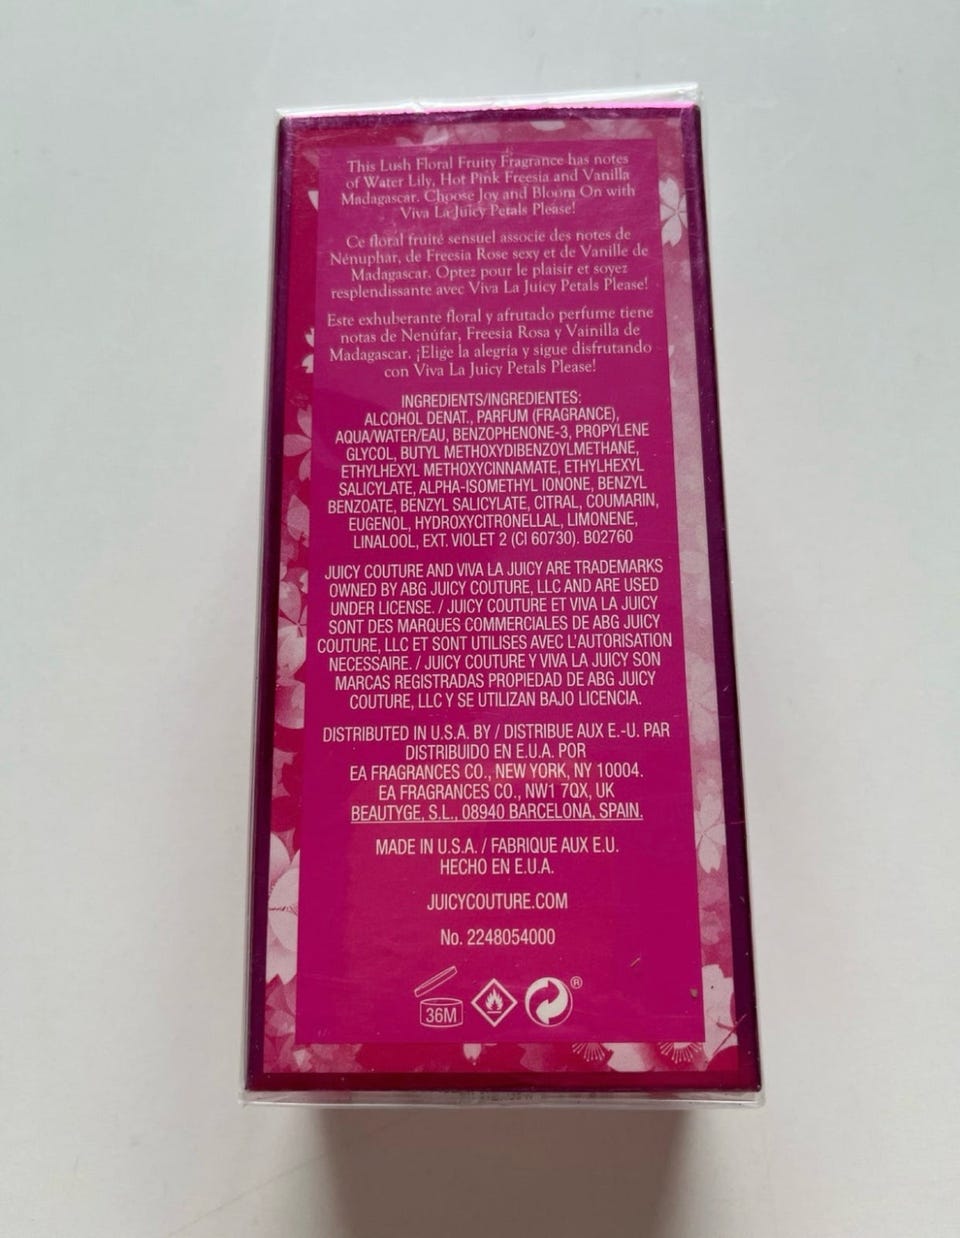 This Lush Floral Fruity Fragrance has notes
of Water Lily, Hot Pink Freesia and Vanilla
Madagascar. Choose Joy and Bloom On with
Viva La Juicy Petals Please!
Ce floral fruité sensuel associe des notes de
Nénuphar, de Freesia Rose sexy et de Vanille de
Madagascar. Optez pour le plaisir et soyez
resplendissante avec Viva La Juicy Petals Please!
Este exhuberante floral y afrutado perfume tiene
notas de Nenúfar, Freesia Rosa y Vainilla de
Madagascar. ¡Elige la alegría y sigue disfrutando
con Viva La Juicy Petals Please!
INGREDIENTS/INGREDIENTES:
ALCOHOL DENAT., PARFUM (FRAGRANCE),
AQUA/WATER/EAU, BENZOPHENONE-3, PROPYLENE
GLYCOL, BUTYL METHOXYDIBENZOYLMETHANE,
ETHYLHEXYL METHOXYCINNAMATE, ETHYLHEXYL
SALICYLATE, ALPHA-ISOMETHYL IONONE, BENZYL
BENZOATE, BENZYL SALICYLATE, CITRAL, COUMARIN,
EUGENOL, HYDROXYCITRONELLAL, LIMONENE,
LINALOOL, EXT. VIOLET 2 (CI 60730). B02760
JUICY COUTURE AND VIVA LA JUICY ARE TRADEMARKS
OWNED BY ABG JUICY COUTURE, LLC AND ARE USED
UNDER LICENSE. / JUICY COUTURE ET VIVA LA JUICY
SONT DES MARQUES COMMERCIALES DE ABG JUICY
COUTURE, LLC ET SONT UTILISES AVEC L'AUTORISATION
NECESSAIRE. / JUICY COUTURE Y VIVA LA JUICY SON
MARCAS REGISTRADAS PROPIEDAD DE ABG JUICY
COUTURE, LLC Y SE UTILIZAN BAJO LICENCIA.
DISTRIBUTED IN U.S.A. BY / DISTRIBUE AUX E.-U. PAR
DISTRIBUIDO EN E.U.A. POR
EA FRAGRANCES CO., NEW YORK, NY 10004.
EA FRAGRANCES CO., NW1 7QX, UK
BEAUTYGE, S.L., 08940 BARCELONA, SPAIN.
MADE IN U.S.A. / FABRIQUE AUX E.U.
HECHO EN E.U.A.
JUICYCOUTURE.COM
No. 2248054000
36M
®